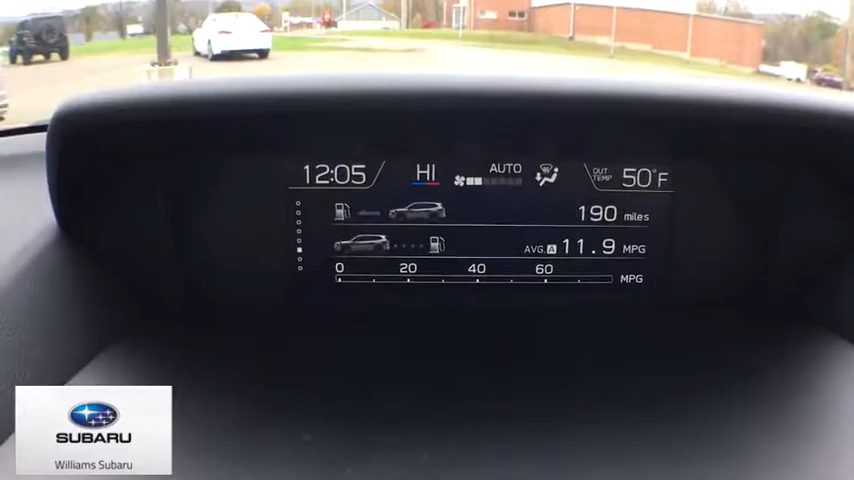 12:05 HI AUTO OUT TEMP 50°F
190 miles
AVG. A 11.9 MPG
0 20 40 60 MPG
SUBARU
Williams Subaru